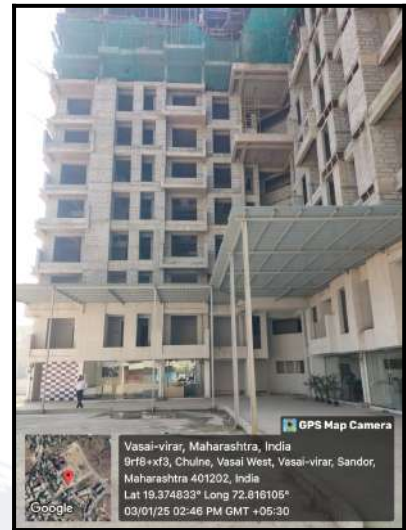 GPS Map Camera
Google
Vasai-virar, Maharashtra, India
9rf8+xf3, Chulne, Vasai West, Vasai-virar, Sandor,
Maharashtra 401202, India
Lat 19.374833° Long 72.816105°
03/01/25 02:46 PM GMT +05:30